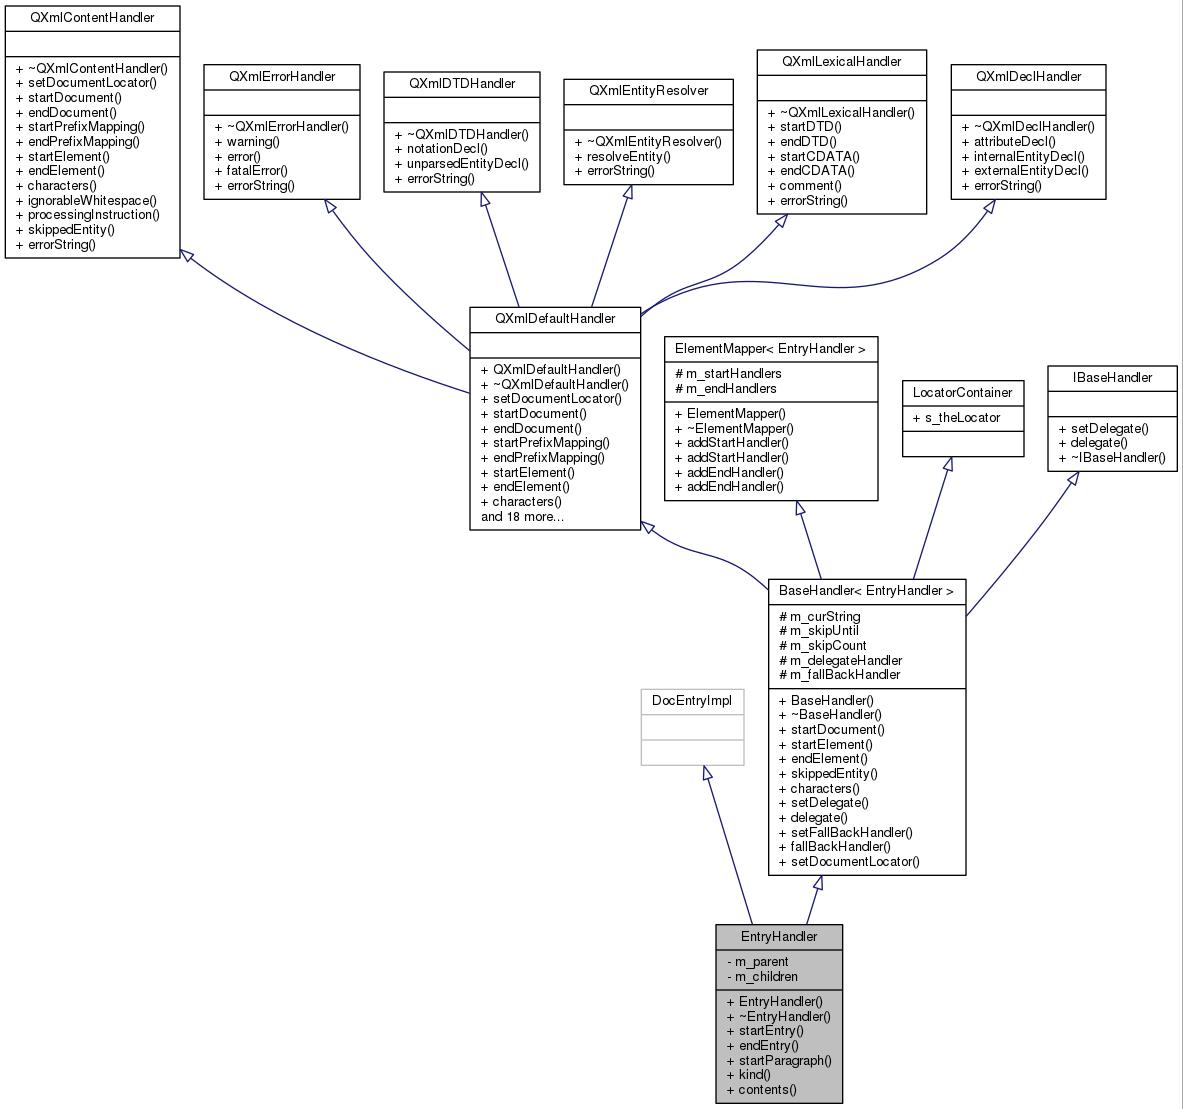 QXmlContentHandler
+ ~QXmlContentHandler()
+ setDocumentLocator()
+ startDocument()
+ endDocument()
+ startPrefixMapping()
+ endPrefixMapping()
+ startElement()
+ endElement()
+ characters()
+ ignorableWhitespace()
+ processingInstruction()
+ skippedEntity()
+ errorString()
QXmlErrorHandler
+ ~QXmlErrorHandler()
+ warning()
+ error()
+ fatalError()
+ errorString()
QXmlDTDHandler
+ ~QXmlDTDHandler()
+ notationDecl()
+ unparsedEntityDecl()
+ errorString()
QXmlEntityResolver
+ ~QXmlEntityResolver()
+ resolveEntity()
+ errorString()
QXmlLexicalHandler
+ ~QXmlLexicalHandler()
+ startDTD()
+ endDTD()
+ startCDATA()
+ endCDATA()
+ comment()
+ errorString()
QXmlDeclHandler
+ ~QXmlDeclHandler()
+ attributeDecl()
+ internalEntityDecl()
+ externalEntityDecl()
+ errorString()
QXmlDefaultHandler
+ QXmlDefaultHandler()
+ ~QXmlDefaultHandler()
+ setDocumentLocator()
+ startDocument()
+ endDocument()
+ startPrefixMapping()
+ endPrefixMapping()
+ startElement()
+ endElement()
+ characters()
and 18 more...
ElementMapper< EntryHandler >
# m_startHandlers
# m_endHandlers
+ ElementMapper()
+ ~ElementMapper()
+ addStartHandler()
+ addStartHandler()
+ addEndHandler()
+ addEndHandler()
LocatorContainer
+ s_theLocator
IBaseHandler
+ setDelegate()
+ delegate()
+ ~IBaseHandler()
BaseHandler< EntryHandler >
# m_curString
# m_skipUntil
# m_skipCount
# m_delegateHandler
# m_fallBackHandler
+ BaseHandler()
+ ~BaseHandler()
+ startDocument()
+ startElement()
+ endElement()
+ skippedEntity()
+ characters()
+ setDelegate()
+ delegate()
+ setFallBackHandler()
+ fallBackHandler()
+ setDocumentLocator()
DocEntryImpl
EntryHandler
- m_parent
- m_children
+ EntryHandler()
+ ~EntryHandler()
+ startEntry()
+ endEntry()
+ startParagraph()
+ kind()
+ contents()